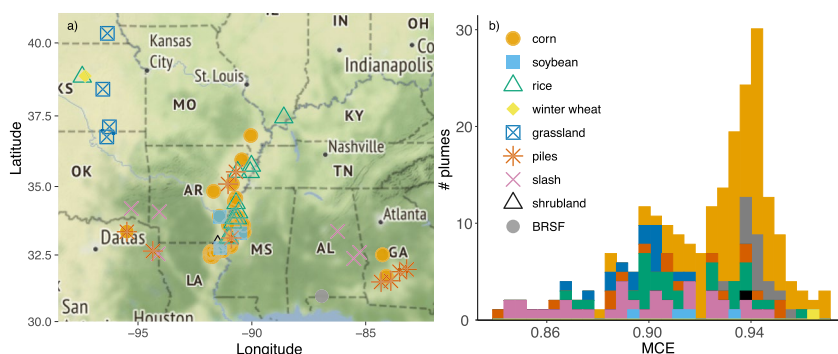 a)
IN
OH
40.0
Kansas
City
Co
Indianapolis
St. Louis
KS
MO
37.5
KY
Nashville
OK
TN
35.0
AR
Atlanta
Dallas
32.5
MS
AL
GA
LA
San
Houston
30.0
−95
−90
−85
Latitude
Longitude
b)
corn
soybean
rice
winter wheat
grassland
piles
slash
shrubland
BRSF
30
20
10
0
# plumes
0.86
0.90
0.94
MCE